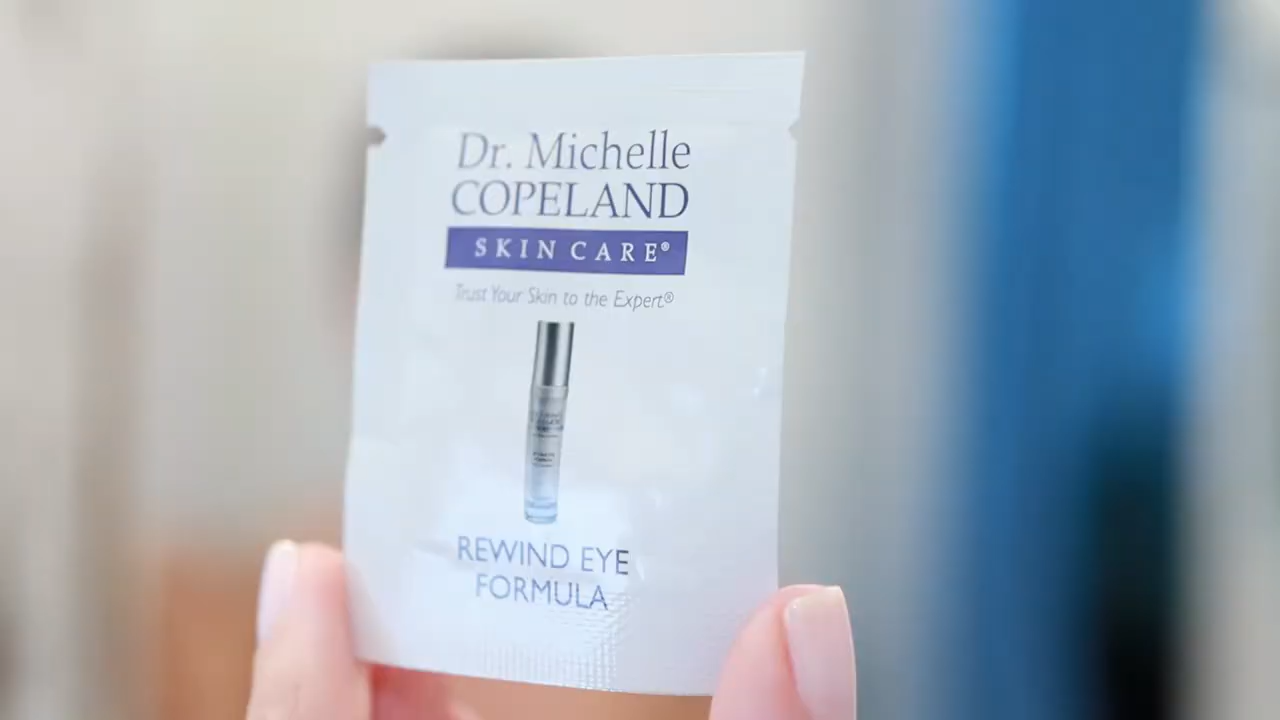 Dr. Michelle
COPELAND
SKIN CARE®
Trust Your Skin to the Expert®
REWIND EYE
FORMULA